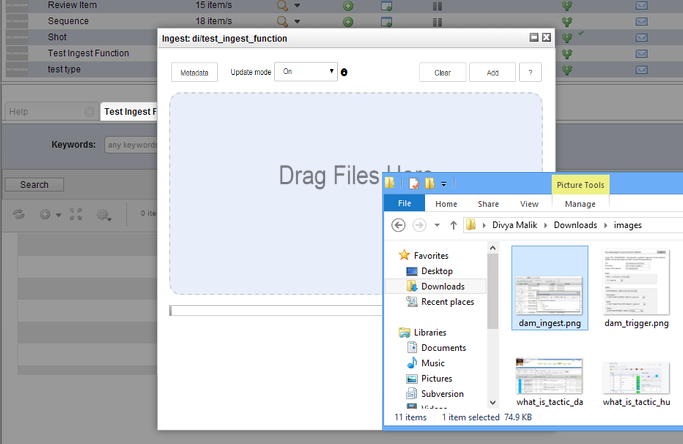 Review Item 15 item/s
Sequence 18 item/s
Shot
Test Ingest Function
test type
Ingest: di/test_ingest_function
Metadata Update mode On Clear Add ?
Help Test Ingest F
Keywords: any keywords
Drag Files Here
Search
0 ite
Picture Tools
File Home Share View Manage
Divya Malik Downloads images
Favorites
Desktop
Downloads
Recent places
Libraries
Documents
Music
Pictures
Subversion
Videos
dam_ingest.png dam_trigger.png
what_is_tactic_da what_is_tactic_hu
11 items 1 item selected 74.9 KB